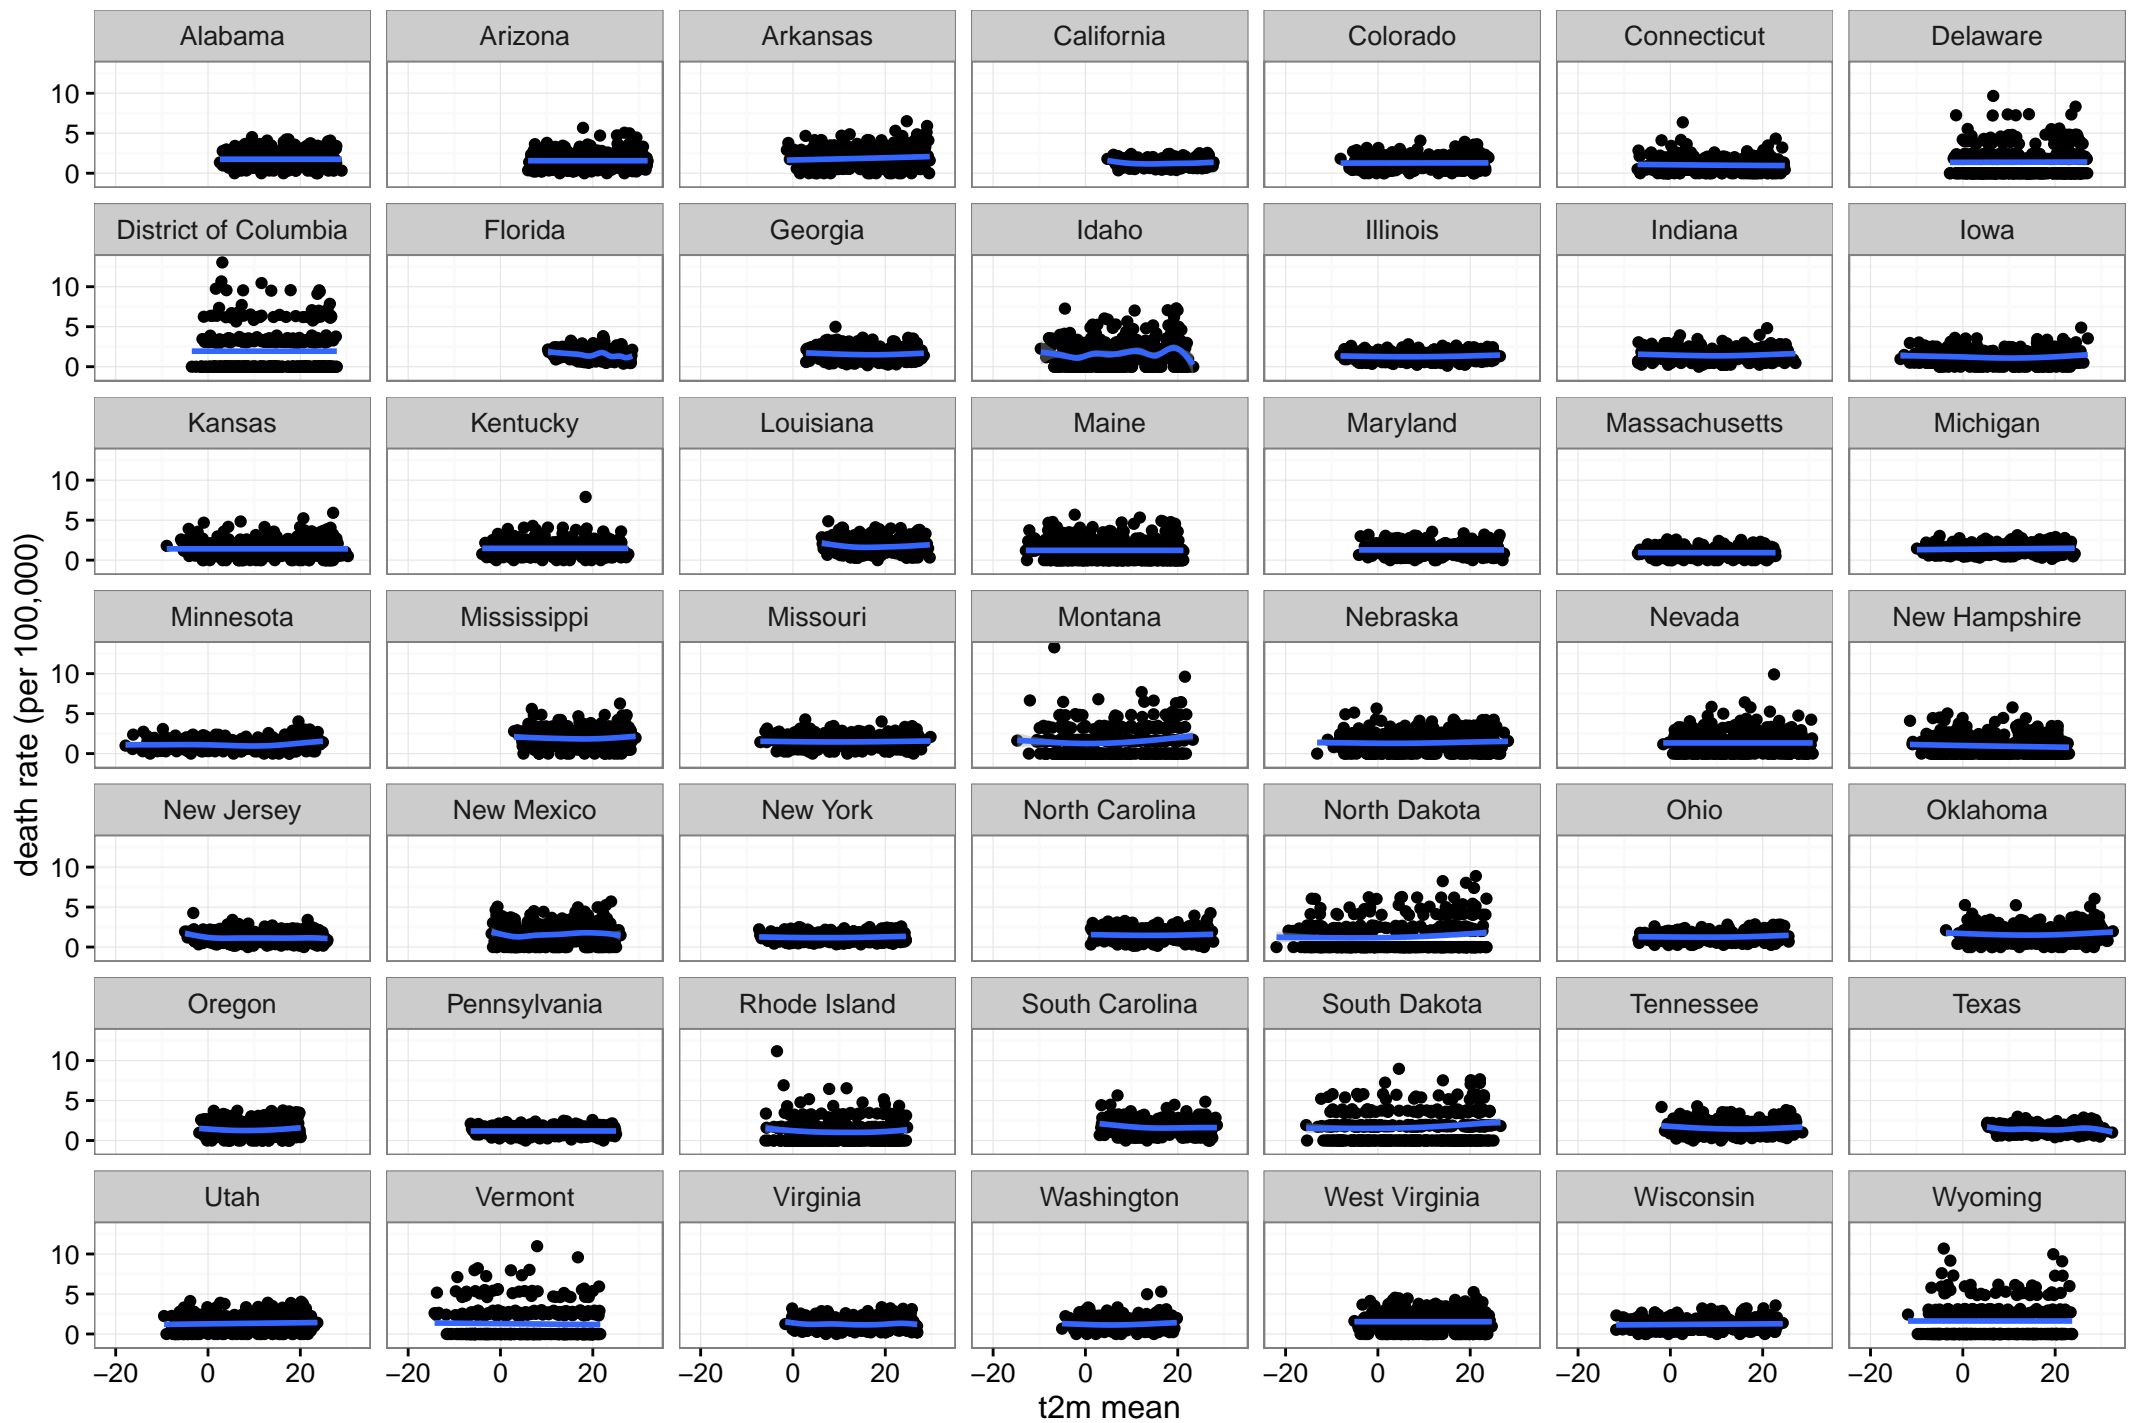 Alabama Arizona Arkansas California Colorado Connecticut Delaware
10
5
0
District of Columbia Florida Georgia Idaho Illinois Indiana Iowa
10
5
0
Kansas Kentucky Louisiana Maine Maryland Massachusetts Michigan
10
5
0
death rate (per 100,000)
Minnesota Mississippi Missouri Montana Nebraska Nevada New Hampshire
10
5
0
New Jersey New Mexico New York North Carolina North Dakota Ohio Oklahoma
10
5
0
Oregon Pennsylvania Rhode Island South Carolina South Dakota Tennessee Texas
10
5
0
Utah Vermont Virginia Washington West Virginia Wisconsin Wyoming
10
5
0
−20 0 20 −20 0 20 −20 0 20 −20 0 20 −20 0 20 −20 0 20 −20 0 20
t2m mean